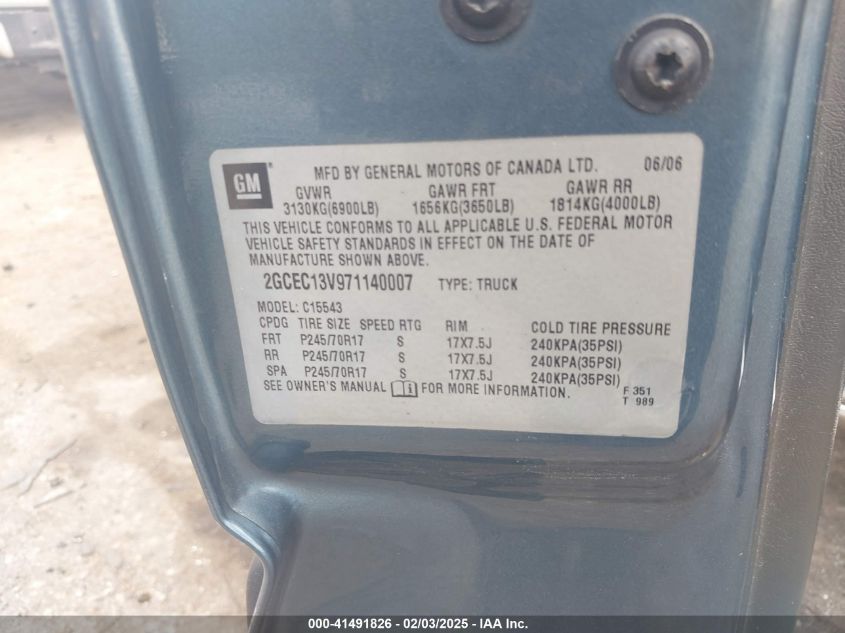 GM®
MFD BY GENERAL MOTORS OF CANADA LTD. 06/06
GVWR GAWR FRT GAWR RR
3130KG(6900LB) 1656KG(3650LB) 1814KG(4000LB)
THIS VEHICLE CONFORMS TO ALL APPLICABLE U.S. FEDERAL MOTOR
VEHICLE SAFETY STANDARDS IN EFFECT ON THE DATE OF
MANUFACTURE SHOWN ABOVE.
2GCEC13V971140007 TYPE: TRUCK
MODEL: C15543
CPDG TIRE SIZE SPEED RTG RIM COLD TIRE PRESSURE
FRT P245/70R17 S 17X7.5J 240KPA(35PSI)
RR P245/70R17 S 17X7.5J 240KPA(35PSI)
SPA P245/70R17 S 17X7.5J 240KPA(35PSI)
SEE OWNER'S MANUAL FOR MORE INFORMATION. F 351
T 989
000-41491826 / 02/03/2025 - IAA Inc.